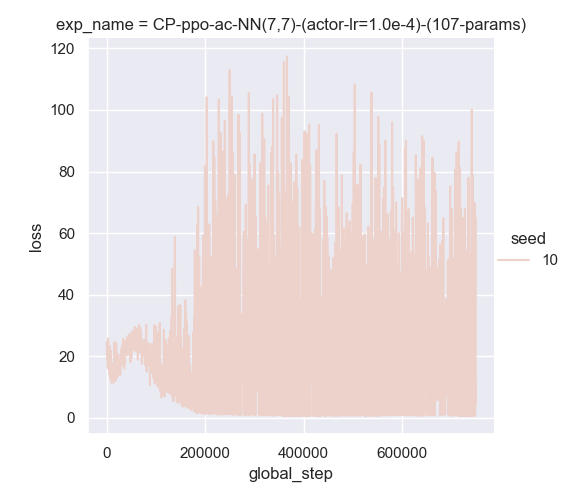 exp_name = CP-ppo-ac-NN(7,7)-(actor-lr=1.0e-4)-(107-params)
120
100
80
60
40
20
0
loss
0 200000 400000 600000
global_step
seed
10